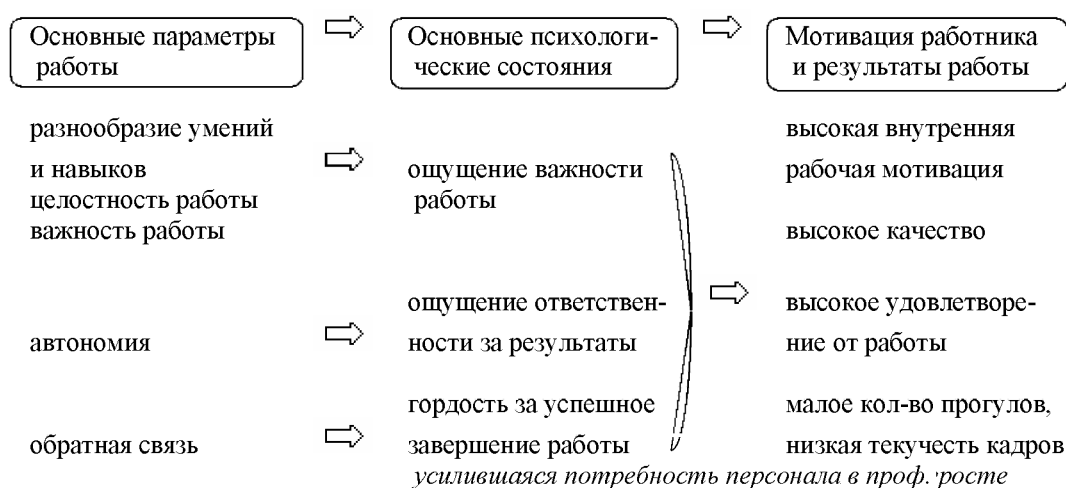 Основные параметры
работы
Основные психологи-
ческие состояния
Мотивация работника
и результаты работы
разнообразие умений
и навыков
целостность работы
важность работы
ощущение важности
работы
высокая внутренняя
рабочая мотивация
высокое качество
автономия
ощущение ответствен-
ности за результаты
высокое удовлетворе-
ние от работы
обратная связь
гордость за успешное
завершение работы
малое кол-во прогулов,
низкая текучесть кадров
усилившаяся потребность персонала в проф. росте